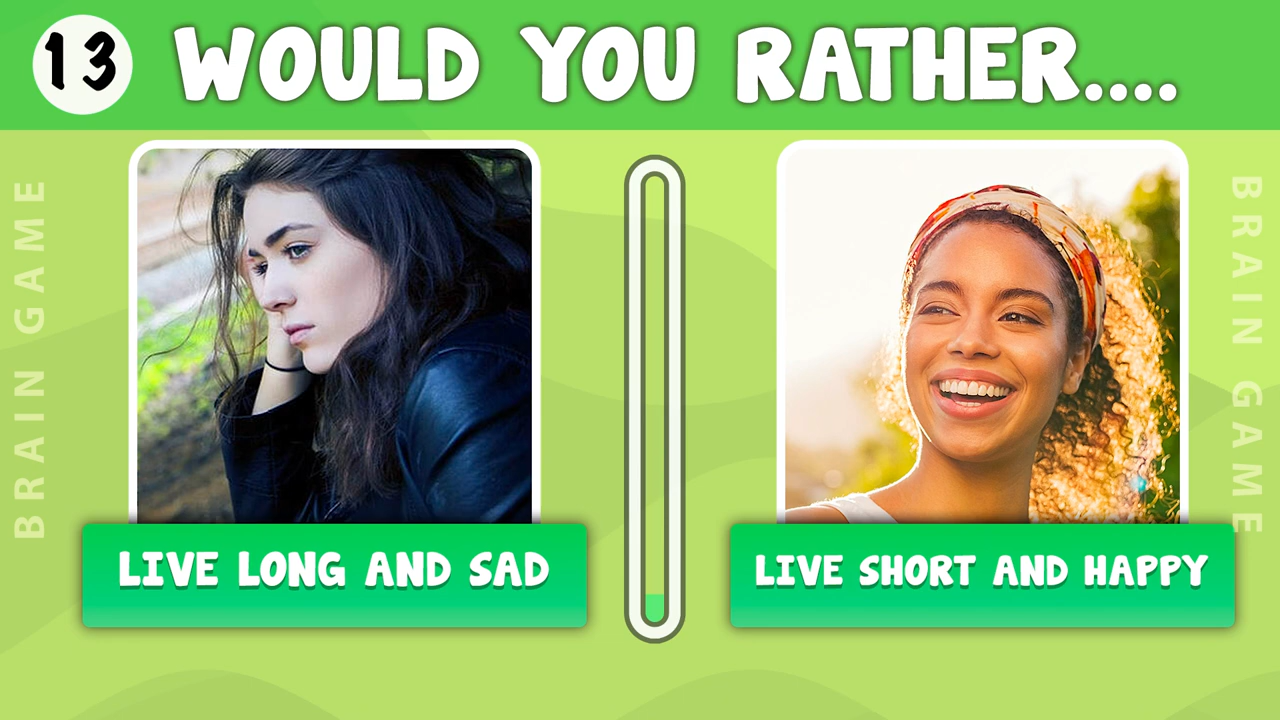 13
WOULD YOU RATHER....
BRAIN GAME
BRAIN GAME
LIVE LONG AND SAD
LIVE SHORT AND HAPPY